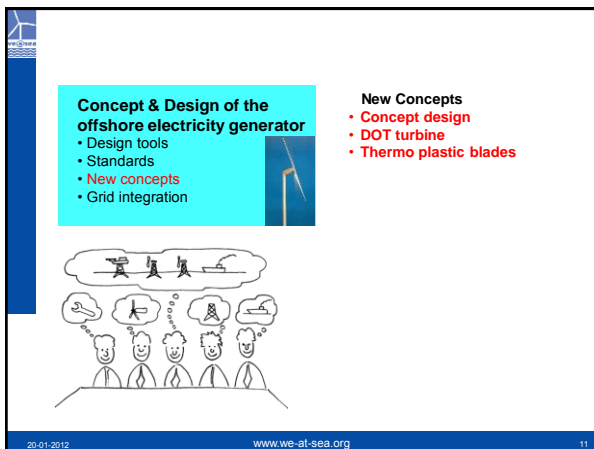 we@sea
Concept & Design of the
offshore electricity generator
• Design tools
• Standards
• New concepts
• Grid integration
New Concepts
• Concept design
• DOT turbine
• Thermo plastic blades
20-01-2012
www.we-at-sea.org
11